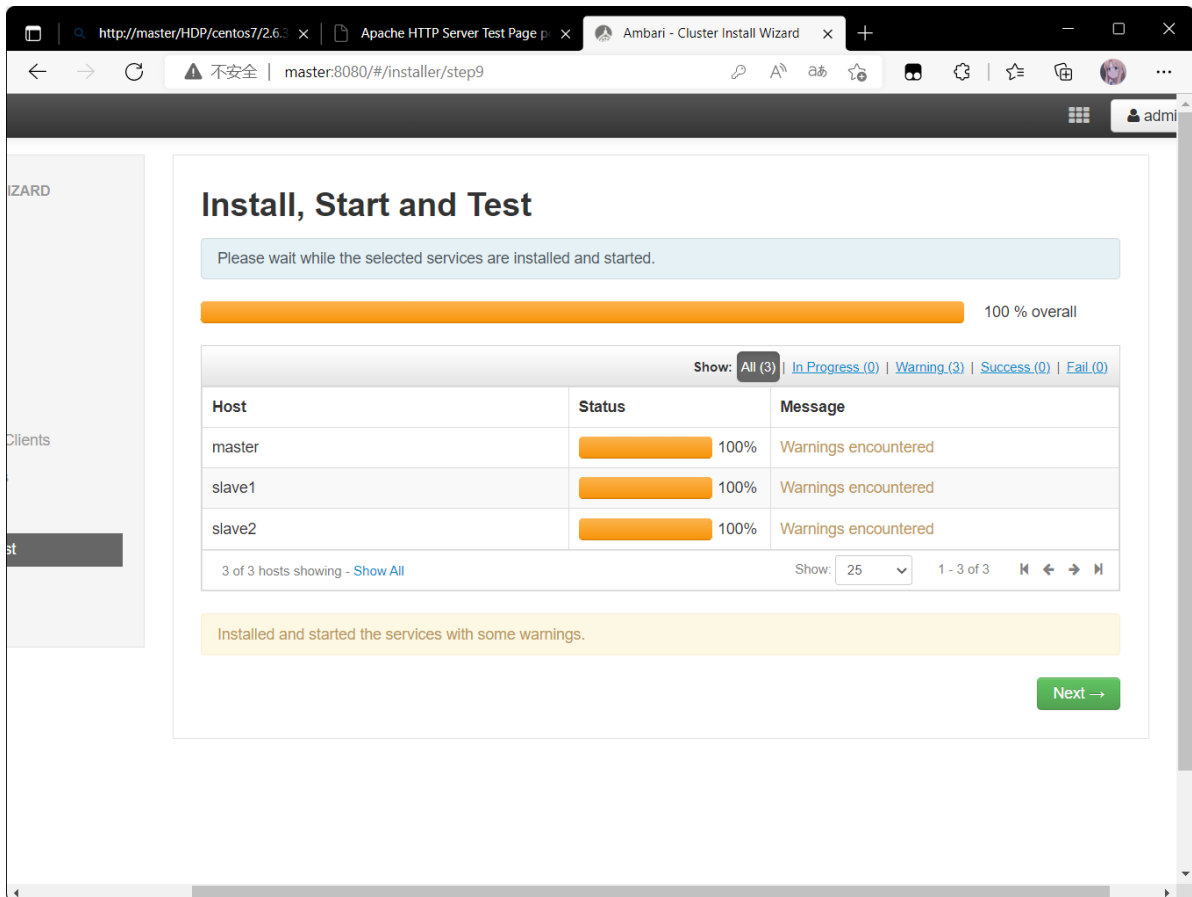 http://master/HDP/centos7/2.6.3
Apache HTTP Server Test Page p
Ambari - Cluster Install Wizard
不安全 | master:8080/#/installer/step9
aあ
admi
IZARD
Clients
st
Install, Start and Test
Please wait while the selected services are installed and started.
100 % overall
Show: All (3) | In Progress (0) | Warning (3) | Success (0) | Fail (0)
Host Status Message
master 100% Warnings encountered
slave1 100% Warnings encountered
slave2 100% Warnings encountered
3 of 3 hosts showing - Show All Show: 25 1 - 3 of 3
Installed and started the services with some warnings.
Next →